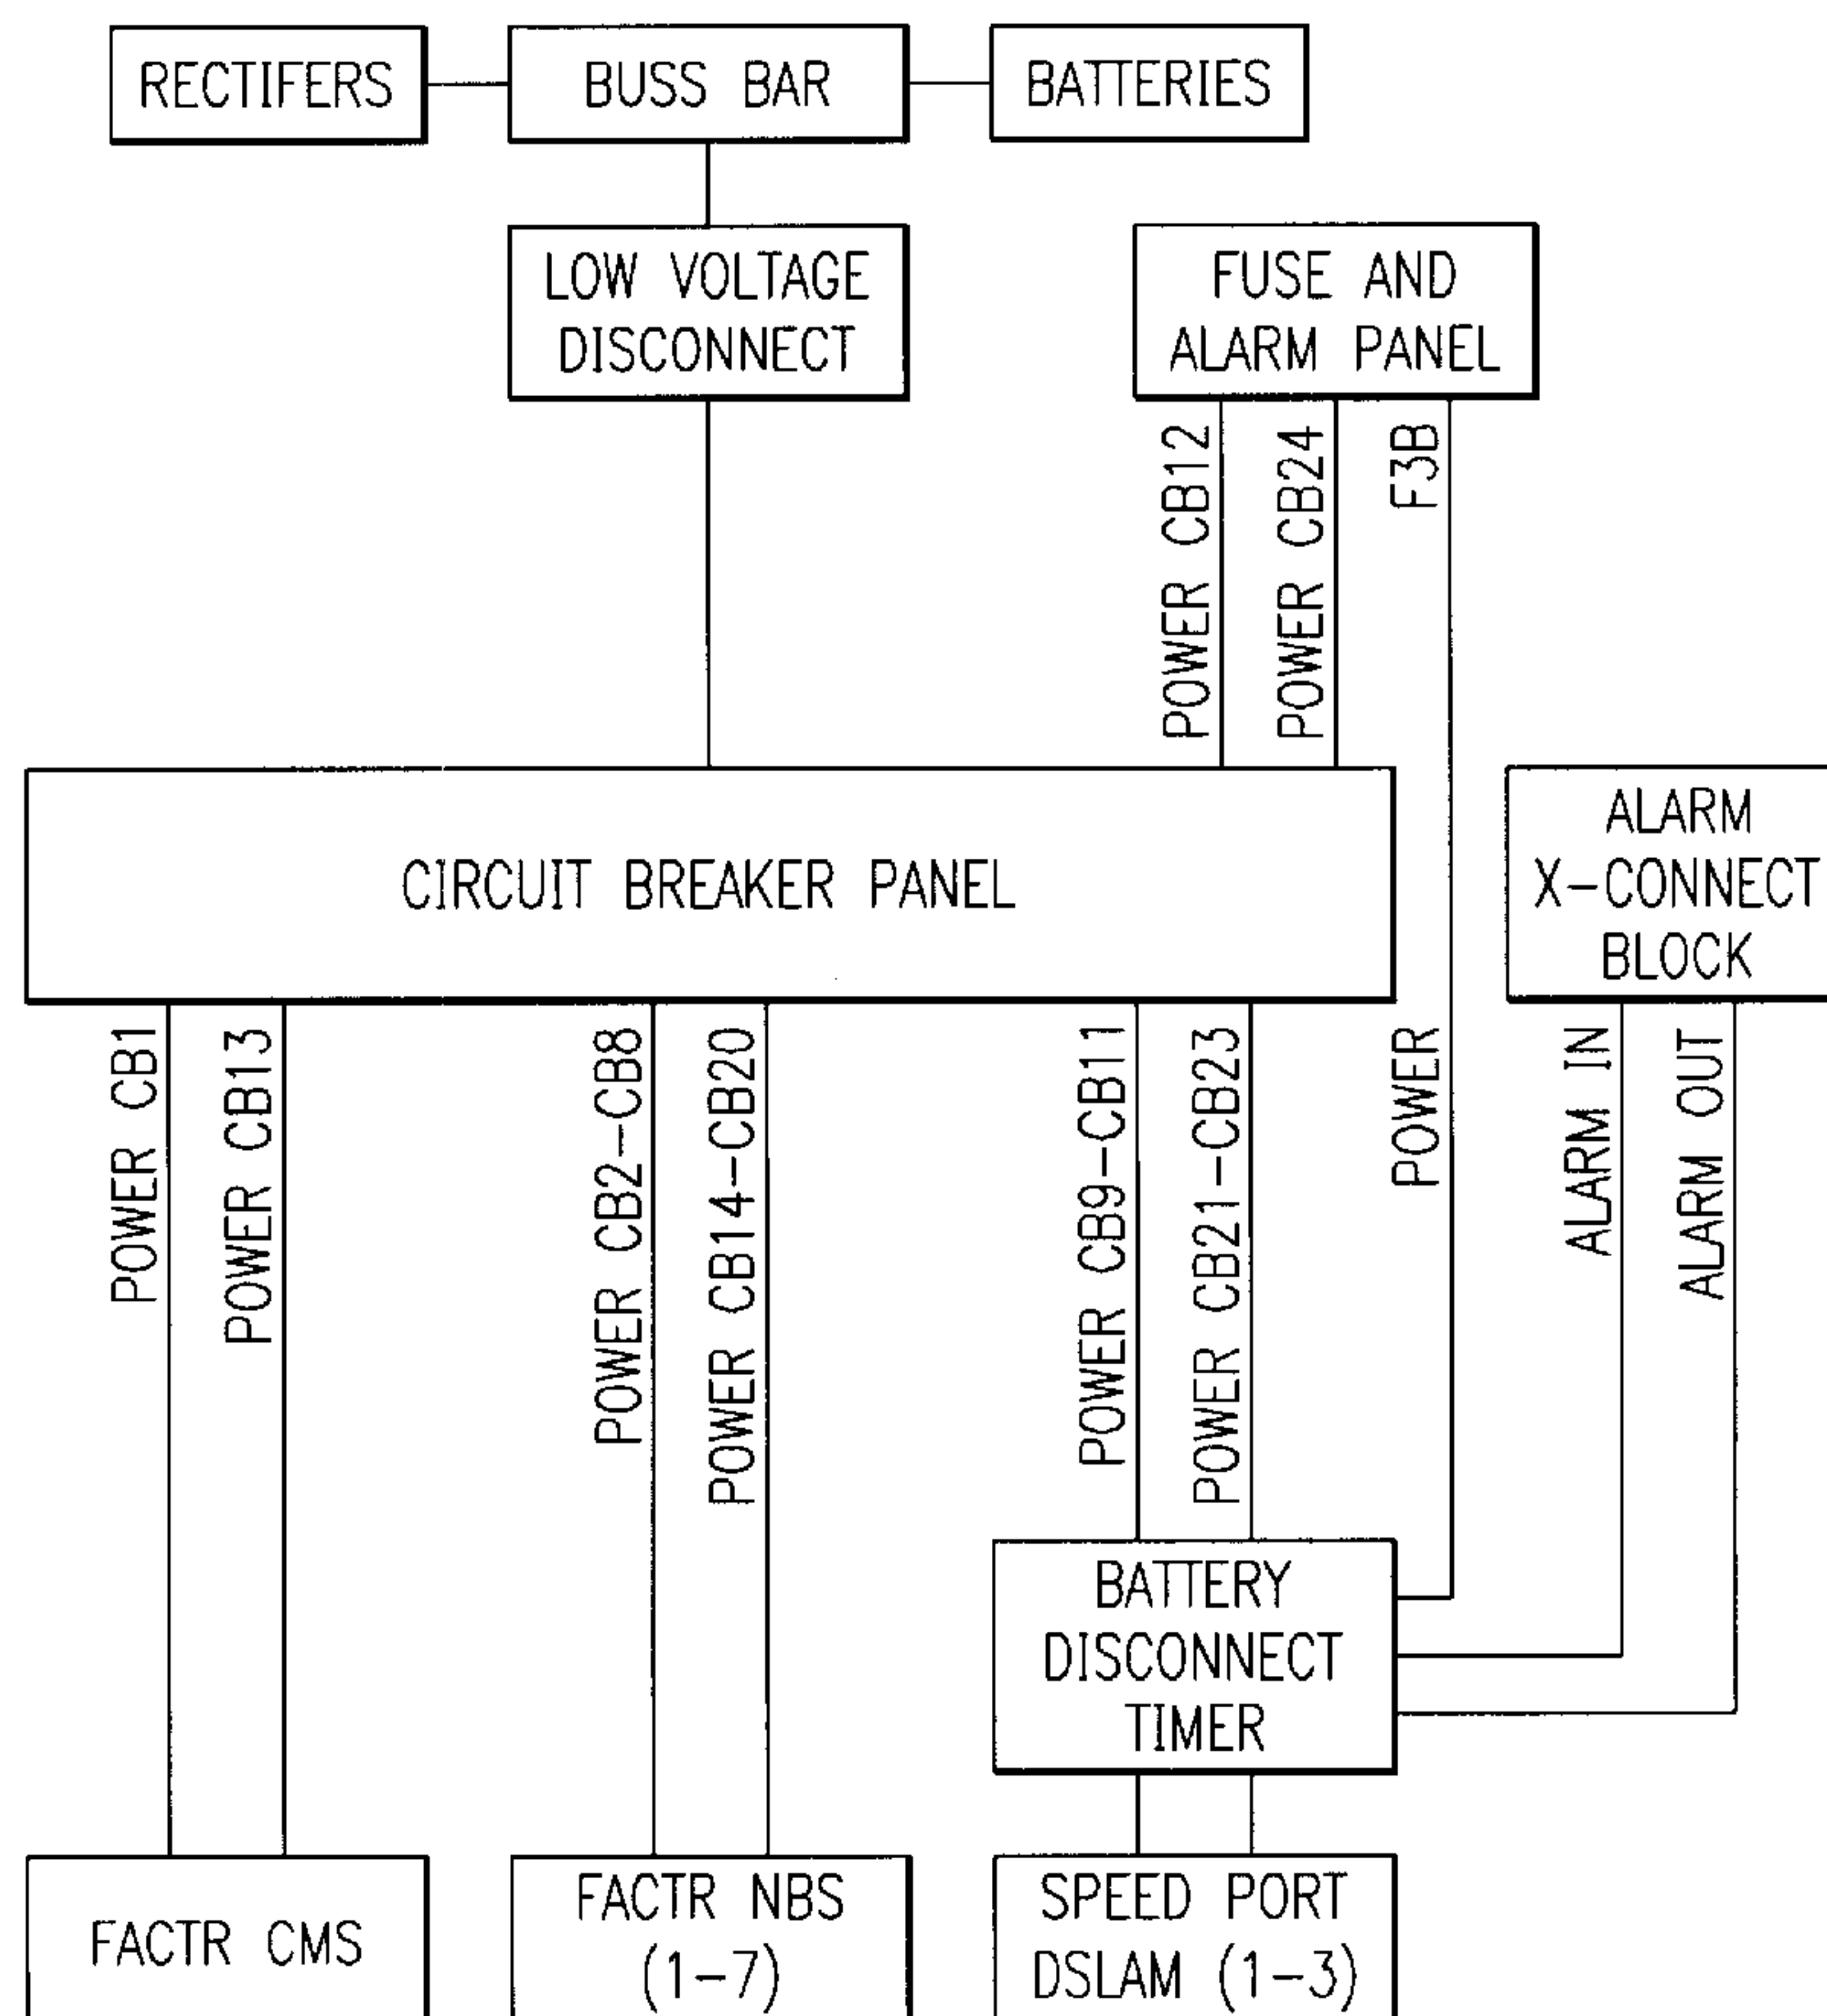 RECTIFERS
BUSS BAR
BATTERIES
LOW VOLTAGE
DISCONNECT
FUSE AND
ALARM PANEL
POWER CB12
POWER CB24
F3B
CIRCUIT BREAKER PANEL
ALARM
X-CONNECT
BLOCK
POWER CB1
POWER CB13
POWER CB2-CB8
POWER CB14-CB20
POWER CB9-CB11
POWER CB21-CB23
POWER
ALARM IN
ALARM OUT
BATTERY
DISCONNECT
TIMER
FACTR CMS
FACTR NBS
(1-7)
SPEED PORT
DSLAM (1-3)